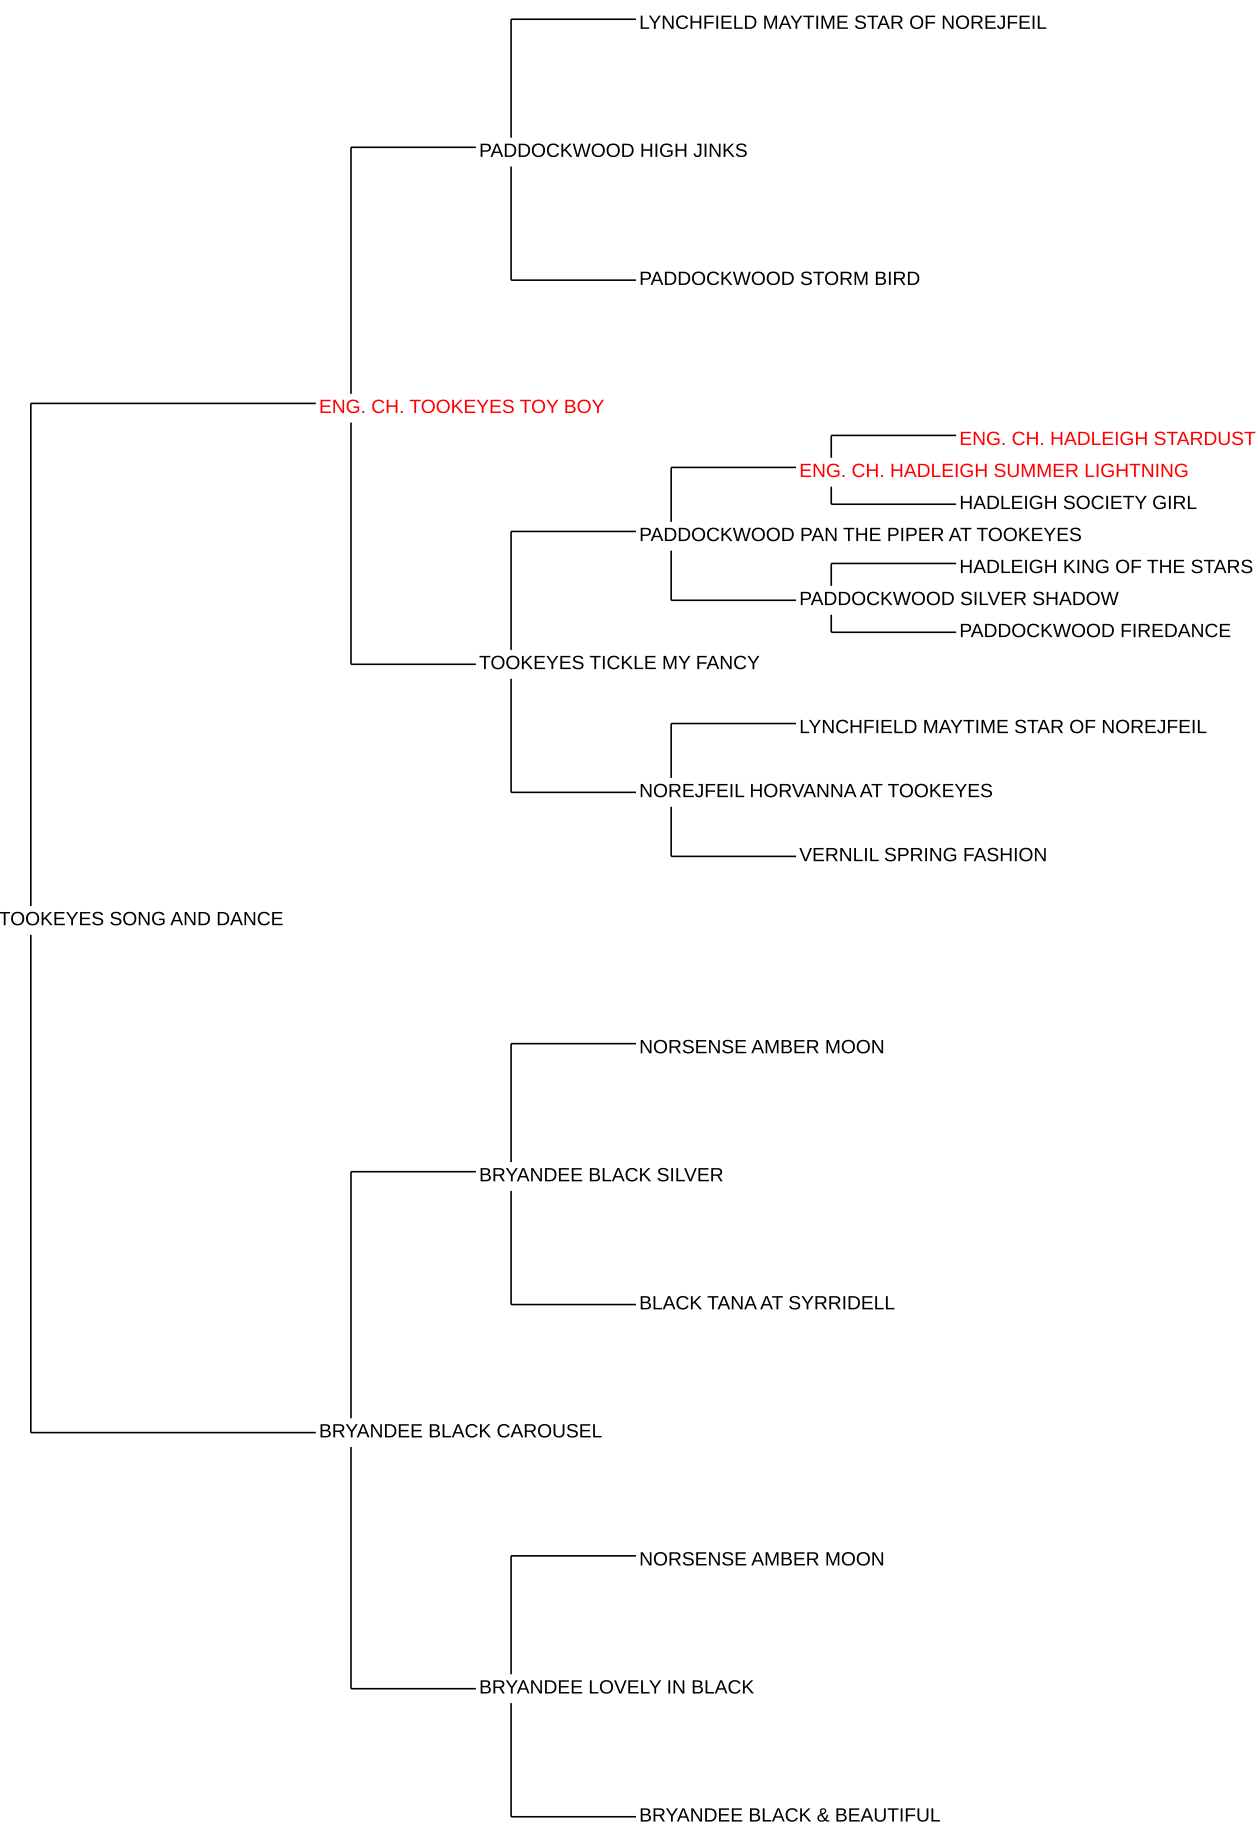 LYNCHFIELD MAYTIME STAR OF NOREJFEIL
PADDOCKWOOD HIGH JINKS
PADDOCKWOOD STORM BIRD
ENG. CH. TOOKEYES TOY BOY
ENG. CH. HADLEIGH STARDUST
ENG. CH. HADLEIGH SUMMER LIGHTNING
HADLEIGH SOCIETY GIRL
PADDOCKWOOD PAN THE PIPER AT TOOKEYES
HADLEIGH KING OF THE STARS
PADDOCKWOOD SILVER SHADOW
PADDOCKWOOD FIREDANCE
TOOKEYES TICKLE MY FANCY
LYNCHFIELD MAYTIME STAR OF NOREJFEIL
NOREJFEIL HORVANNA AT TOOKEYES
VERNLIL SPRING FASHION
TOOKEYES SONG AND DANCE
NORSENSE AMBER MOON
BRYANDEE BLACK SILVER
BLACK TANA AT SYRRIDELL
BRYANDEE BLACK CAROUSEL
NORSENSE AMBER MOON
BRYANDEE LOVELY IN BLACK
BRYANDEE BLACK & BEAUTIFUL